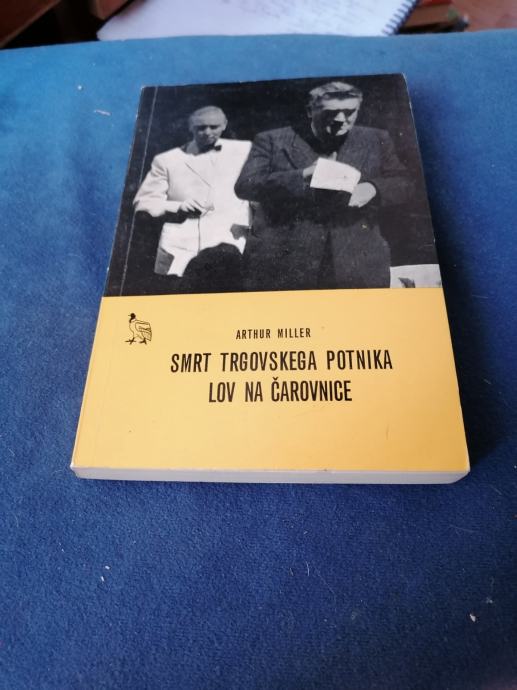 ARTHUR MILLER
SMRT TRGOVSKEGA POTNIKA
LOV NA ČAROVNICE